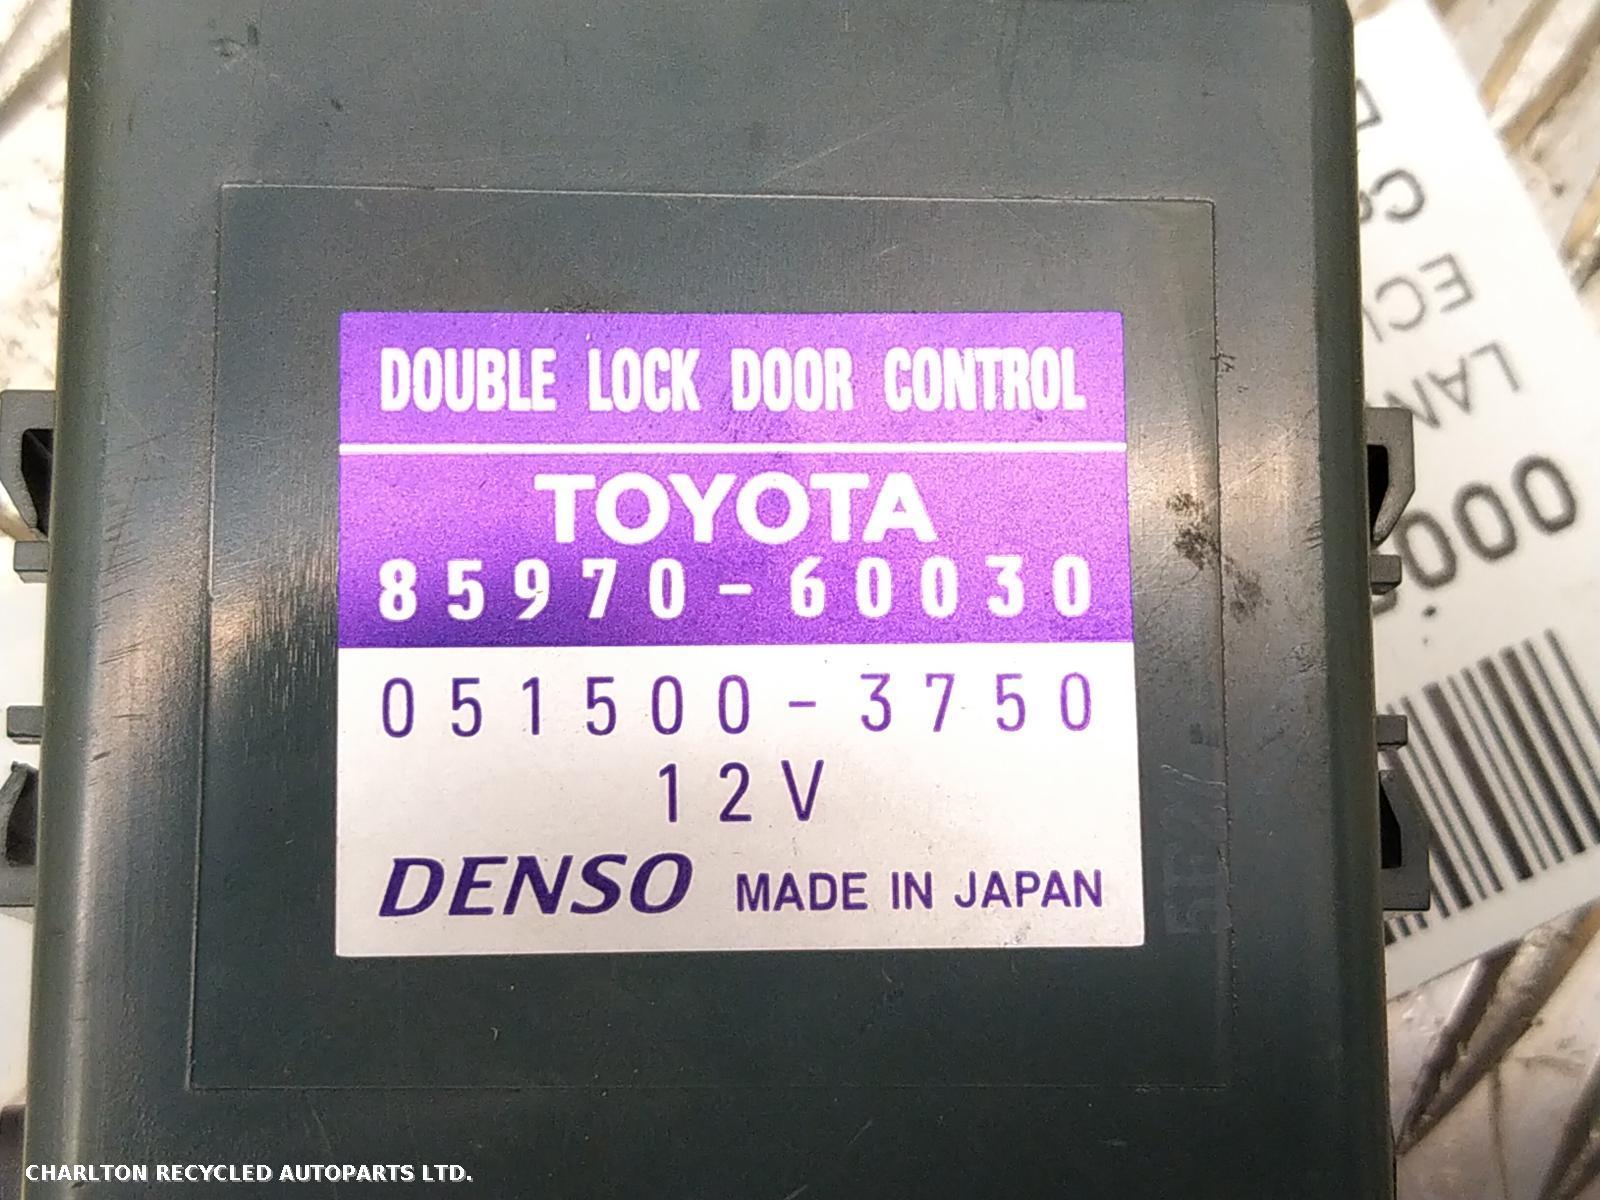 DOUBLE LOCK DOOR CONTROL
TOYOTA
85970-60030
051500-3750
12V
DENSO MADE IN JAPAN
CHARLTON RECYCLED AUTOPARTS LTD.